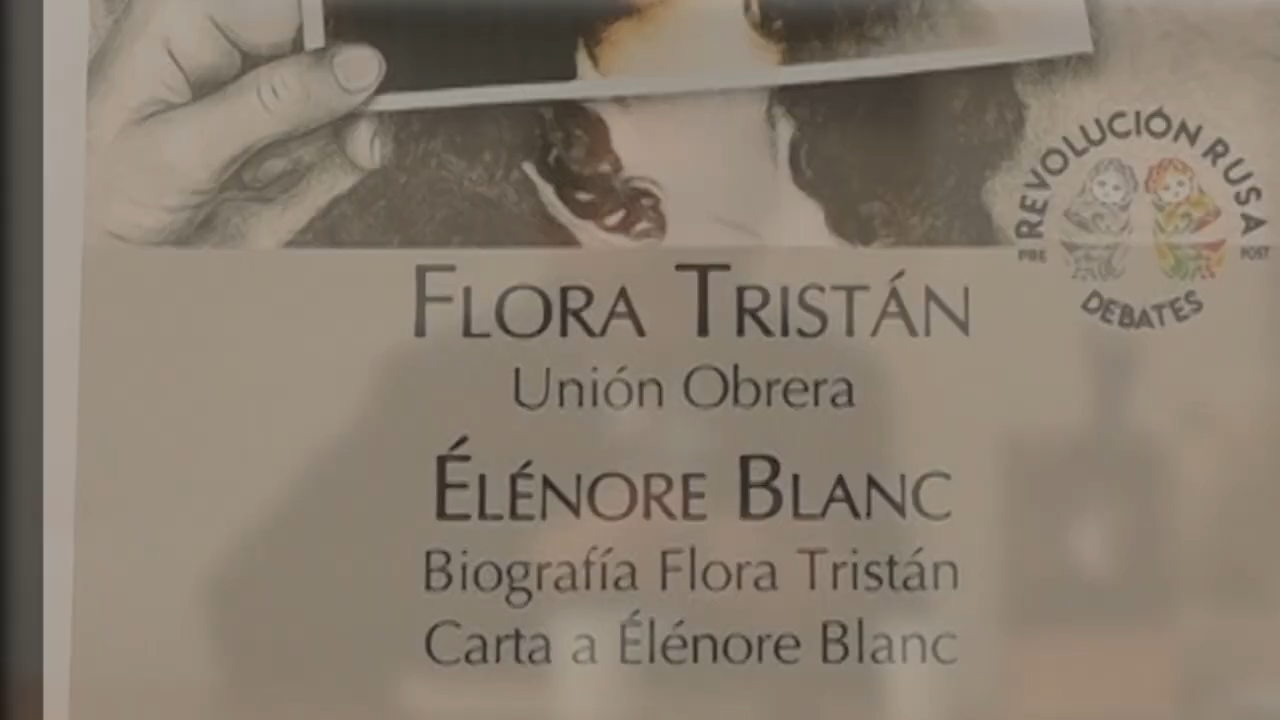 REVOLUCIÓN RUSA
PRE
POST
DEBATES
FLORA TRISTÁN
Unión Obrera
ÉLÉNORE BLANC
Biografía Flora Tristán
Carta a Élénore Blanc